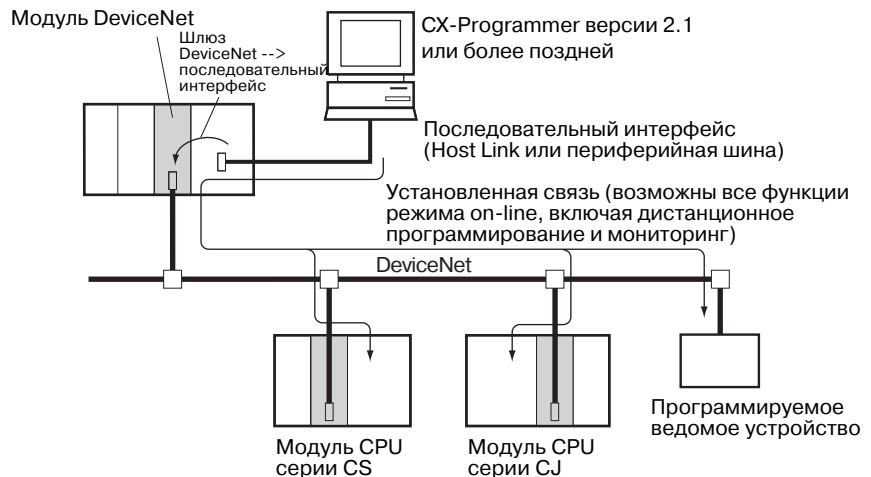 Модуль DeviceNet
Шлюз
DeviceNet -->
последовательный
интерфейс
CX-Programmer версии 2.1
или более поздней
Последовательный интерфейс
(Host Link или периферийная шина)
Установленная связь (возможны все функции
режима on-line, включая дистанционное
программирование и мониторинг)
DeviceNet
Модуль CPU
серии CS
Модуль CPU
серии CJ
Программируемое
ведомое устройство